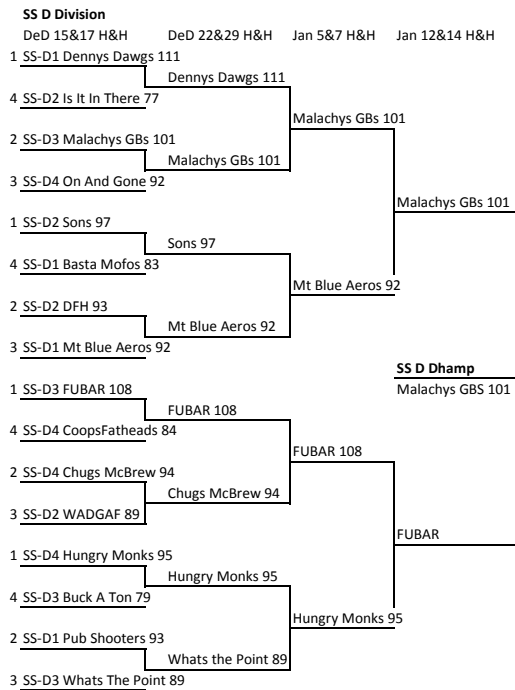 SS D Division
DeD 15&17 H&H DeD 22&29 H&H Jan 5&7 H&H Jan 12&14 H&H
1 SS-D1 Dennys Dawgs 111
Dennys Dawgs 111
4 SS-D2 Is It In There 77
Malachys GBs 101
2 SS-D3 Malachys GBs 101
Malachys GBs 101
3 SS-D4 On And Gone 92
Malachys GBs 101
1 SS-D2 Sons 97
Sons 97
4 SS-D1 Basta Mofos 83
Mt Blue Aeros 92
2 SS-D2 DFH 93
Mt Blue Aeros 92
3 SS-D1 Mt Blue Aeros 92
SS D Dhamp
1 SS-D3 FUBAR 108
Malachys GBS 101
FUBAR 108
4 SS-D4 CoopsFatheads 84
FUBAR 108
2 SS-D4 Chugs McBrew 94
Chugs McBrew 94
3 SS-D2 WADGAF 89
FUBAR
1 SS-D4 Hungry Monks 95
Hungry Monks 95
4 SS-D3 Buck A Ton 79
Hungry Monks 95
2 SS-D1 Pub Shooters 93
Whats the Point 89
3 SS-D3 Whats The Point 89